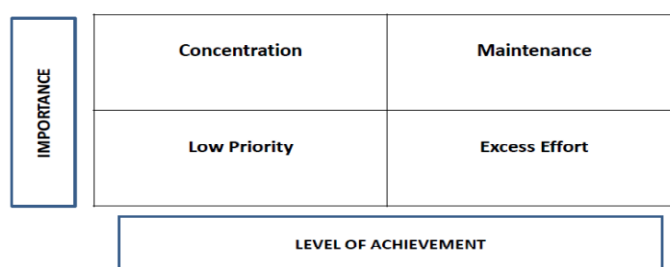 IMPORTANCE
Concentration
Maintenance
Low Priority
Excess Effort
LEVEL OF ACHIEVEMENT